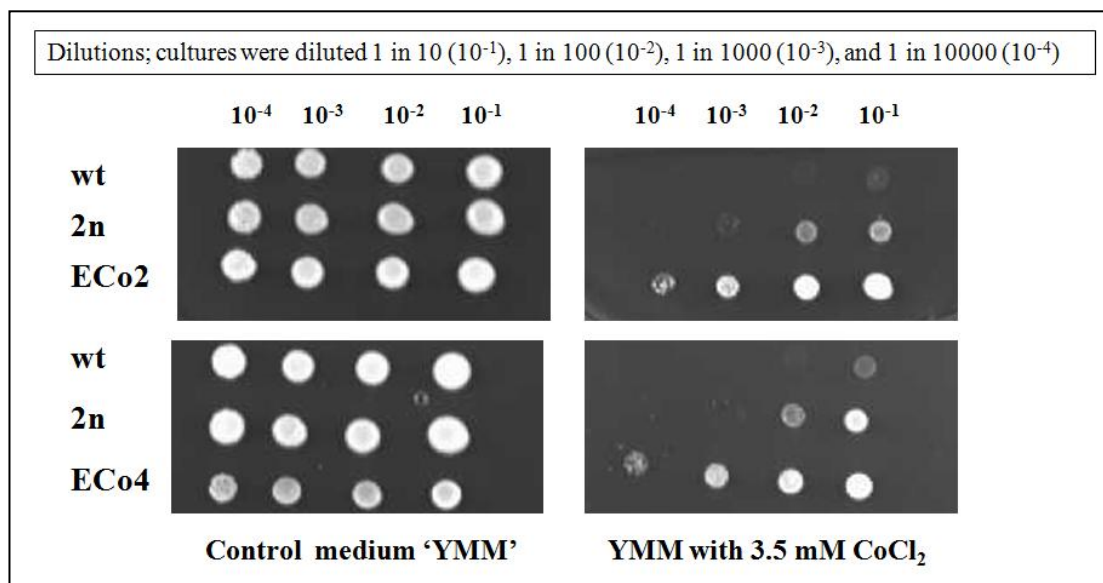 Dilutions; cultures were diluted 1 in 10 (10⁻¹), 1 in 100 (10⁻²), 1 in 1000 (10⁻³), and 1 in 10000 (10⁻⁴)
10⁻⁴ 10⁻³ 10⁻² 10⁻¹ 10⁻⁴ 10⁻³ 10⁻² 10⁻¹
wt
2n
ECo2
wt
2n
ECo4
Control medium ‘YMM’ YMM with 3.5 mM CoCl₂